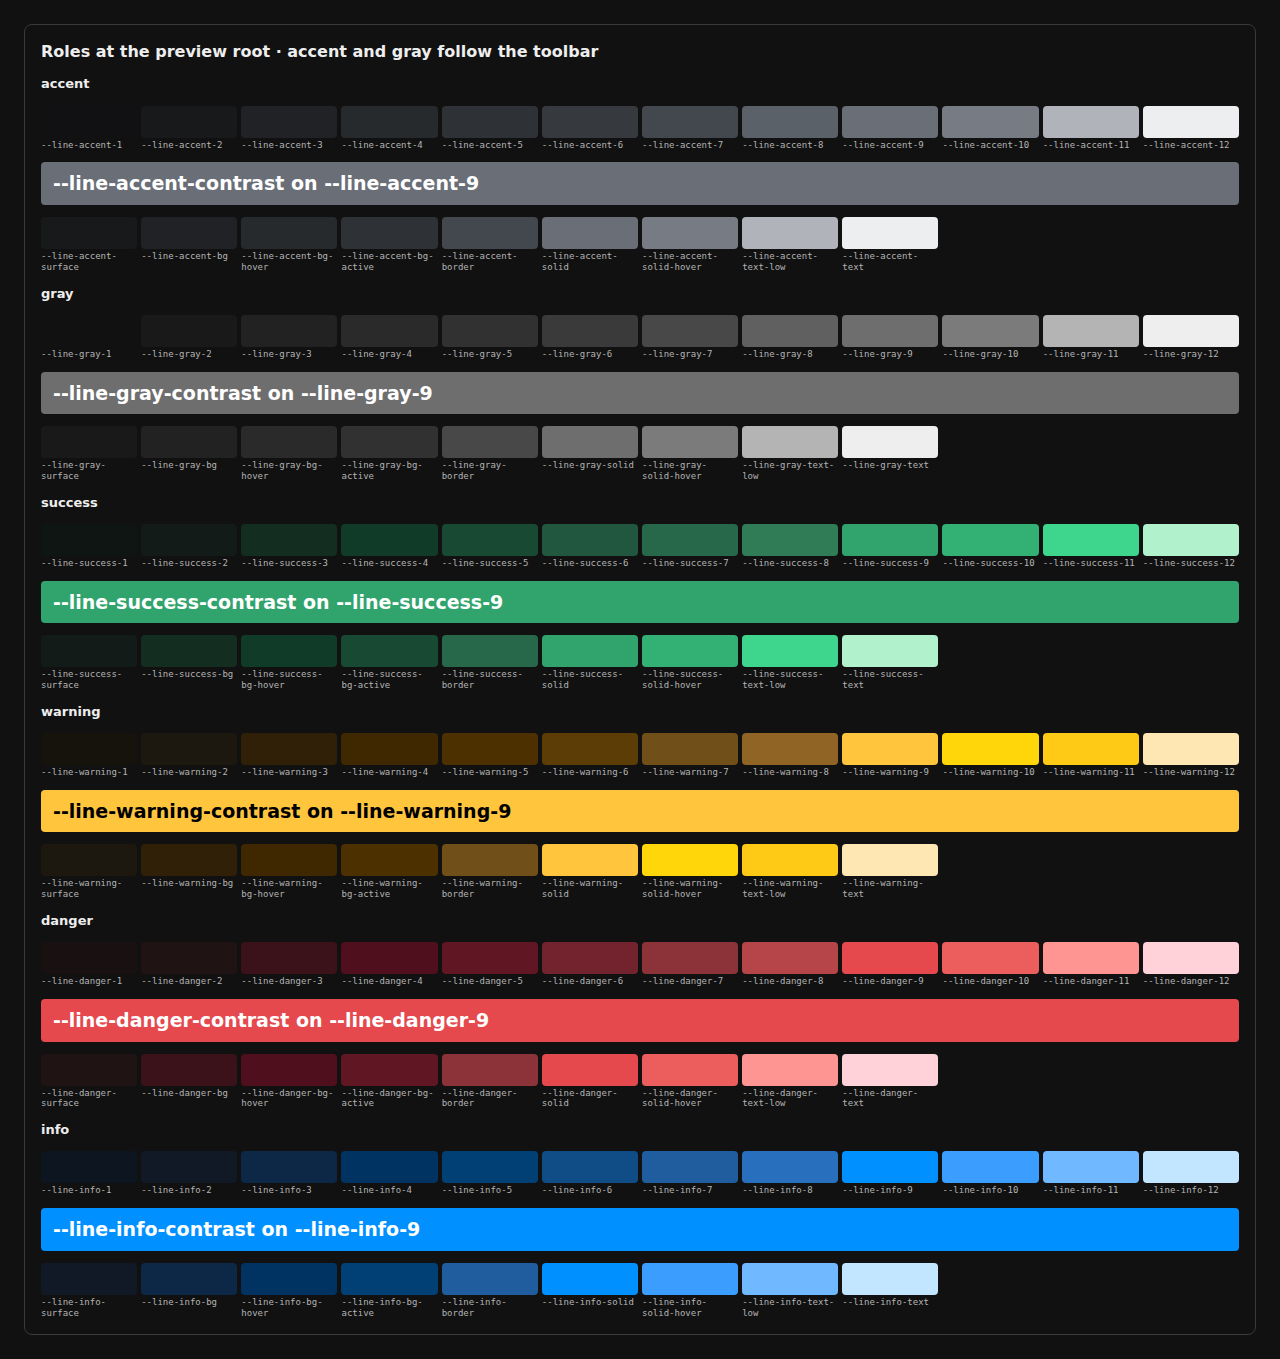 Roles at the preview root · accent and gray follow the toolbar
accent
--line-accent-1 --line-accent-2 --line-accent-3 --line-accent-4 --line-accent-5 --line-accent-6 --line-accent-7 --line-accent-8 --line-accent-9 --line-accent-10 --line-accent-11 --line-accent-12
--line-accent-contrast on --line-accent-9
--line-accent- --line-accent-bg --line-accent-bg- --line-accent-bg- --line-accent- --line-accent- --line-accent- --line-accent- --line-accent-
surface hover active border solid solid-hover text-low text
gray
--line-gray-1 --line-gray-2 --line-gray-3 --line-gray-4 --line-gray-5 --line-gray-6 --line-gray-7 --line-gray-8 --line-gray-9 --line-gray-10 --line-gray-11 --line-gray-12
--line-gray-contrast on --line-gray-9
--line-gray- --line-gray-bg --line-gray-bg- --line-gray-bg- --line-gray- --line-gray-solid --line-gray- --line-gray-text- --line-gray-text
surface hover active border solid-hover low
success
--line-success-1 --line-success-2 --line-success-3 --line-success-4 --line-success-5 --line-success-6 --line-success-7 --line-success-8 --line-success-9 --line-success-10 --line-success-11 --line-success-12
--line-success-contrast on --line-success-9
--line-success- --line-success-bg --line-success- --line-success- --line-success- --line-success- --line-success- --line-success- --line-success-
surface bg-hover bg-active border solid solid-hover text-low text
warning
--line-warning-1 --line-warning-2 --line-warning-3 --line-warning-4 --line-warning-5 --line-warning-6 --line-warning-7 --line-warning-8 --line-warning-9 --line-warning-10 --line-warning-11 --line-warning-12
--line-warning-contrast on --line-warning-9
--line-warning- --line-warning-bg --line-warning- --line-warning- --line-warning- --line-warning- --line-warning- --line-warning- --line-warning-
surface bg-hover bg-active border solid solid-hover text-low text
danger
--line-danger-1 --line-danger-2 --line-danger-3 --line-danger-4 --line-danger-5 --line-danger-6 --line-danger-7 --line-danger-8 --line-danger-9 --line-danger-10 --line-danger-11 --line-danger-12
--line-danger-contrast on --line-danger-9
--line-danger- --line-danger-bg --line-danger-bg- --line-danger-bg- --line-danger- --line-danger- --line-danger- --line-danger- --line-danger-
surface hover active border solid solid-hover text-low text
info
--line-info-1 --line-info-2 --line-info-3 --line-info-4 --line-info-5 --line-info-6 --line-info-7 --line-info-8 --line-info-9 --line-info-10 --line-info-11 --line-info-12
--line-info-contrast on --line-info-9
--line-info- --line-info-bg --line-info-bg- --line-info-bg- --line-info- --line-info-solid --line-info- --line-info-text- --line-info-text
surface hover active border solid-hover low